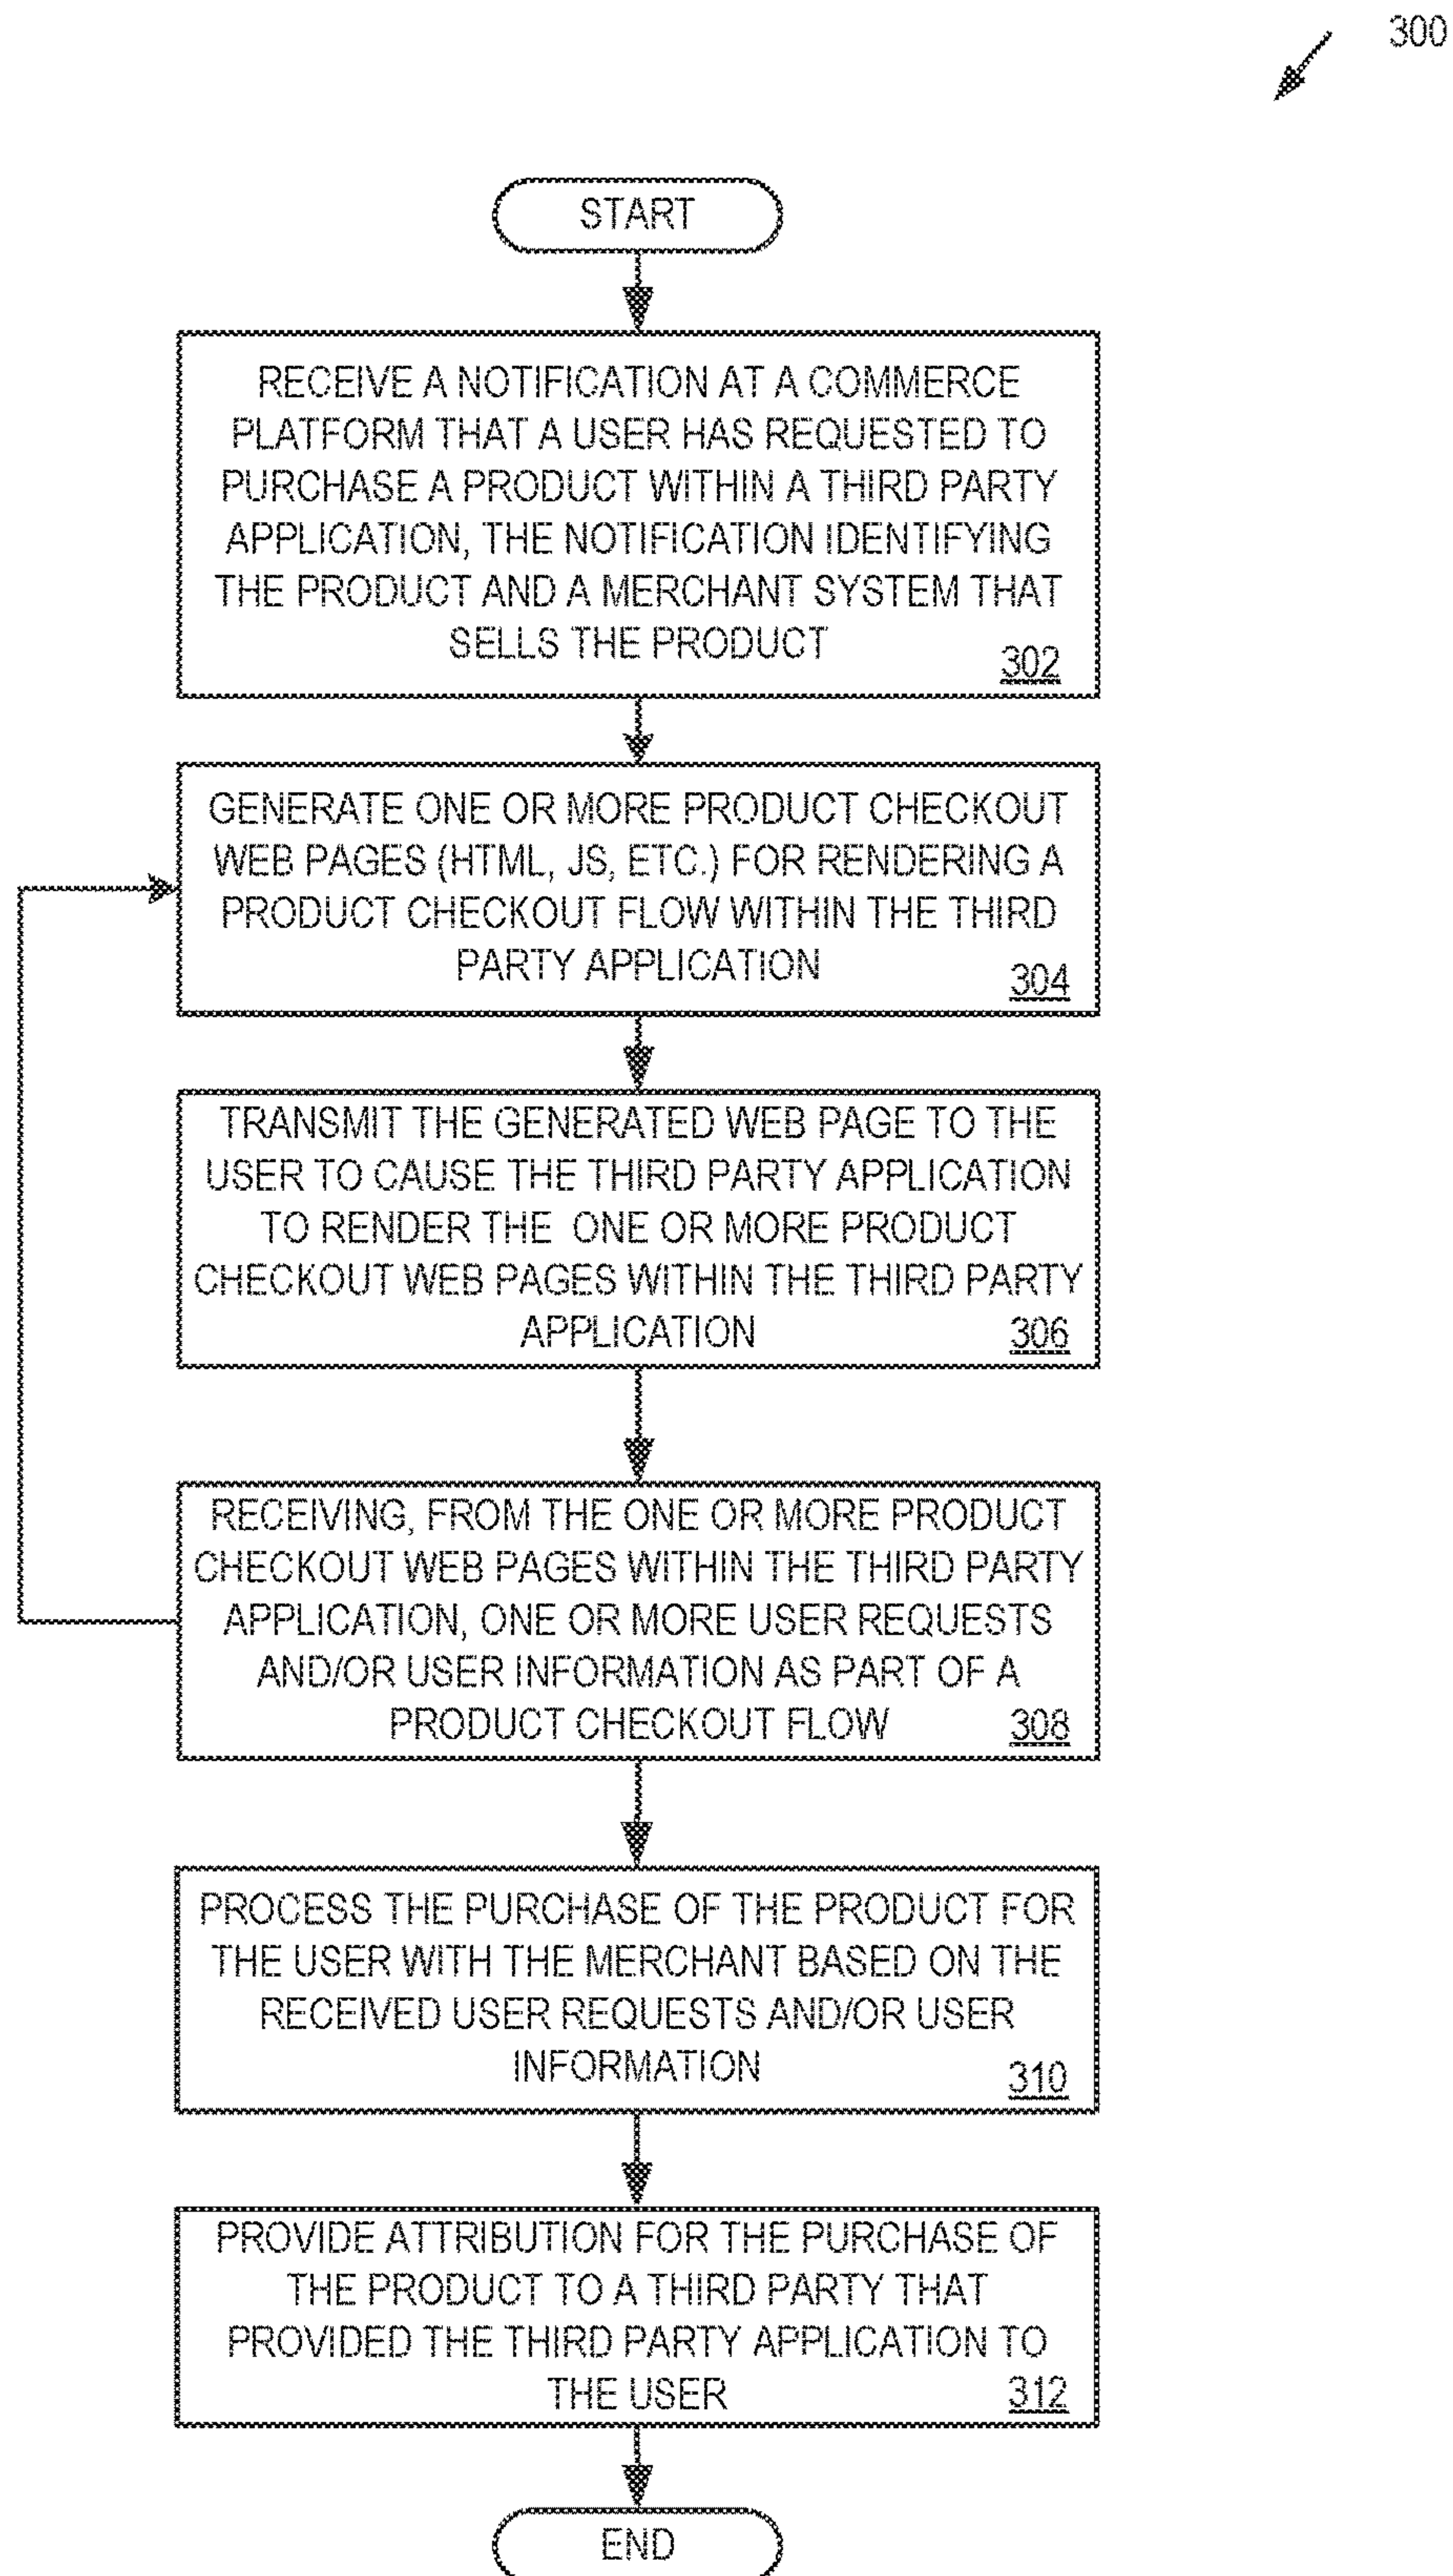 300
START
RECEIVE A NOTIFICATION AT A COMMERCE
PLATFORM THAT A USER HAS REQUESTED TO
PURCHASE A PRODUCT WITHIN A THIRD PARTY
APPLICATION, THE NOTIFICATION IDENTIFYING
THE PRODUCT AND A MERCHANT SYSTEM THAT
SELLS THE PRODUCT
302
GENERATE ONE OR MORE PRODUCT CHECKOUT
WEB PAGES (HTML, JS, ETC.) FOR RENDERING A
PRODUCT CHECKOUT FLOW WITHIN THE THIRD
PARTY APPLICATION
304
TRANSMIT THE GENERATED WEB PAGE TO THE
USER TO CAUSE THE THIRD PARTY APPLICATION
TO RENDER THE ONE OR MORE PRODUCT
CHECKOUT WEB PAGES WITHIN THE THIRD PARTY
APPLICATION
306
RECEIVING, FROM THE ONE OR MORE PRODUCT
CHECKOUT WEB PAGES WITHIN THE THIRD PARTY
APPLICATION, ONE OR MORE USER REQUESTS
AND/OR USER INFORMATION AS PART OF A
PRODUCT CHECKOUT FLOW
308
PROCESS THE PURCHASE OF THE PRODUCT FOR
THE USER WITH THE MERCHANT BASED ON THE
RECEIVED USER REQUESTS AND/OR USER
INFORMATION
310
PROVIDE ATTRIBUTION FOR THE PURCHASE OF
THE PRODUCT TO A THIRD PARTY THAT
PROVIDED THE THIRD PARTY APPLICATION TO
THE USER
312
END